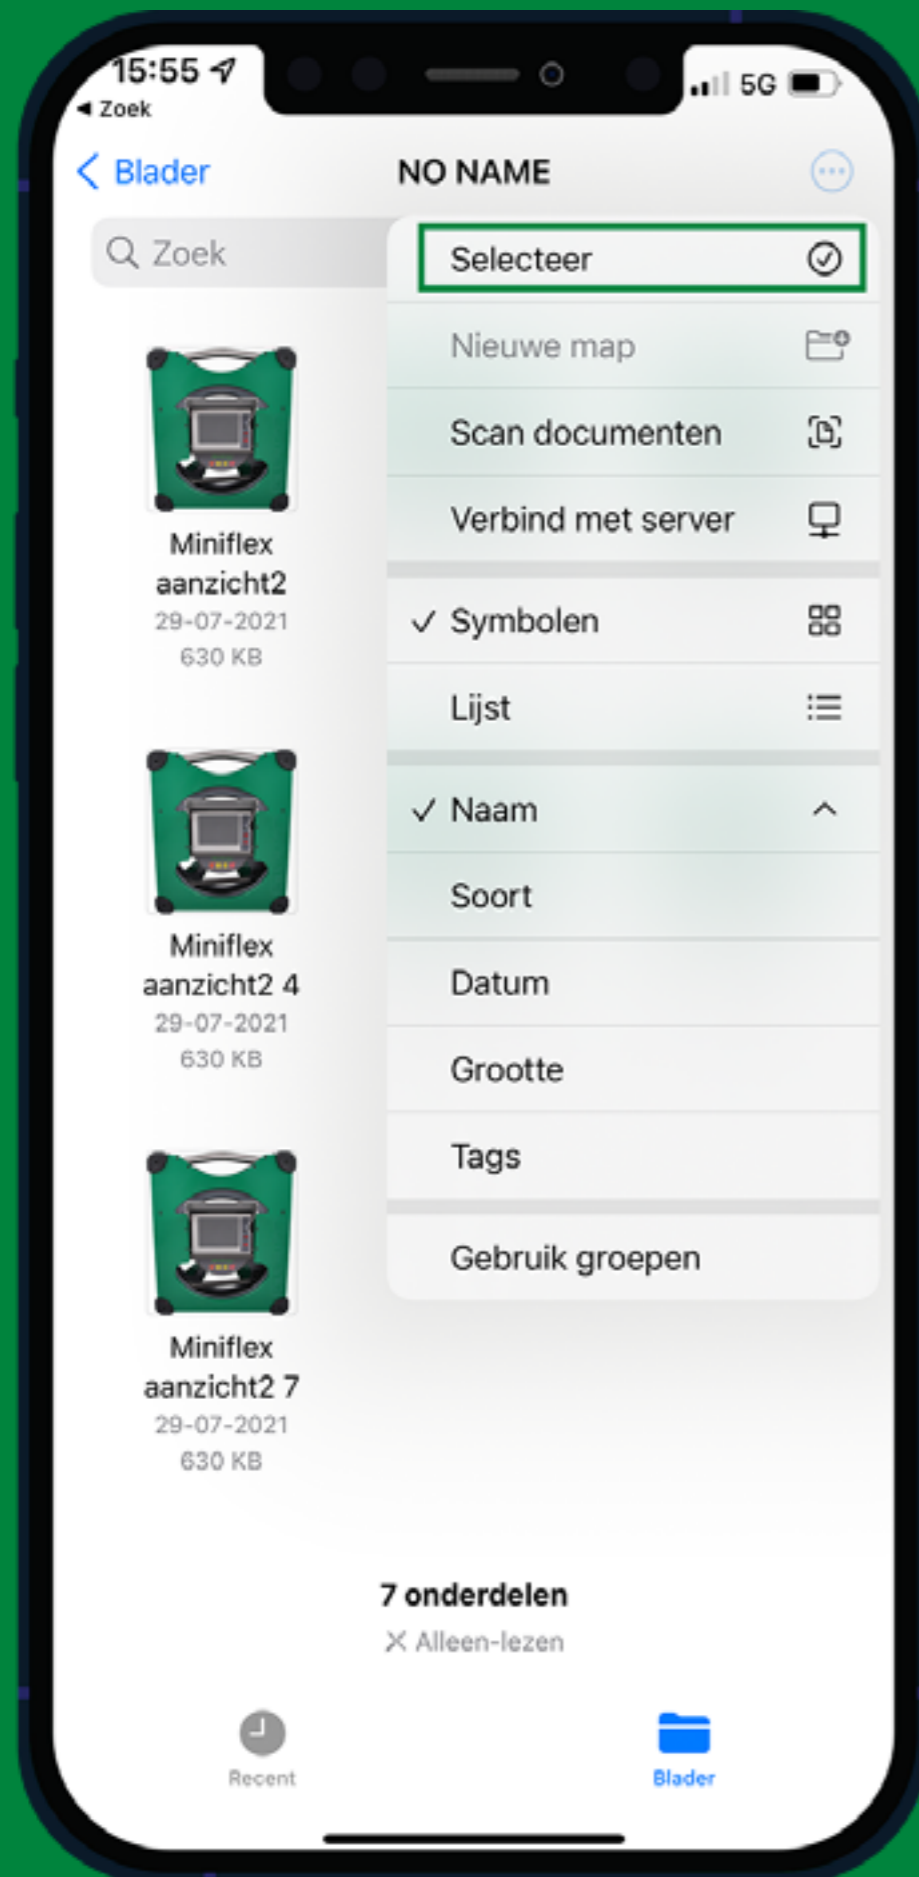 15:55
Zoek
5G
Blader
NO NAME
Zoek
Selecteer
Nieuwe map
Scan documenten
Verbind met server
Symbolen
Lijst
Naam
Soort
Datum
Grootte
Tags
Gebruik groepen
Miniflex
aanzicht2
29-07-2021
630 KB
Miniflex
aanzicht2 4
29-07-2021
630 KB
Miniflex
aanzicht2 7
29-07-2021
630 KB
7 onderdelen
Alleen-lezen
Recent
Blader